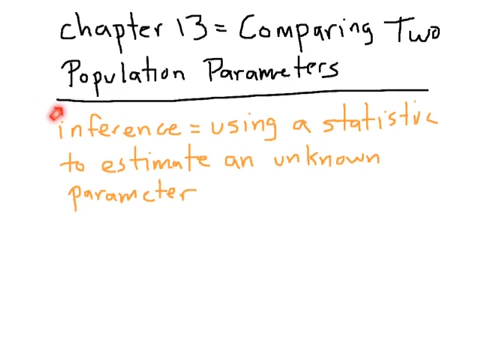 Chapter 13 = Comparing Two
Population Parameters
inference = using a statistic
to estimate an unknown
parameter